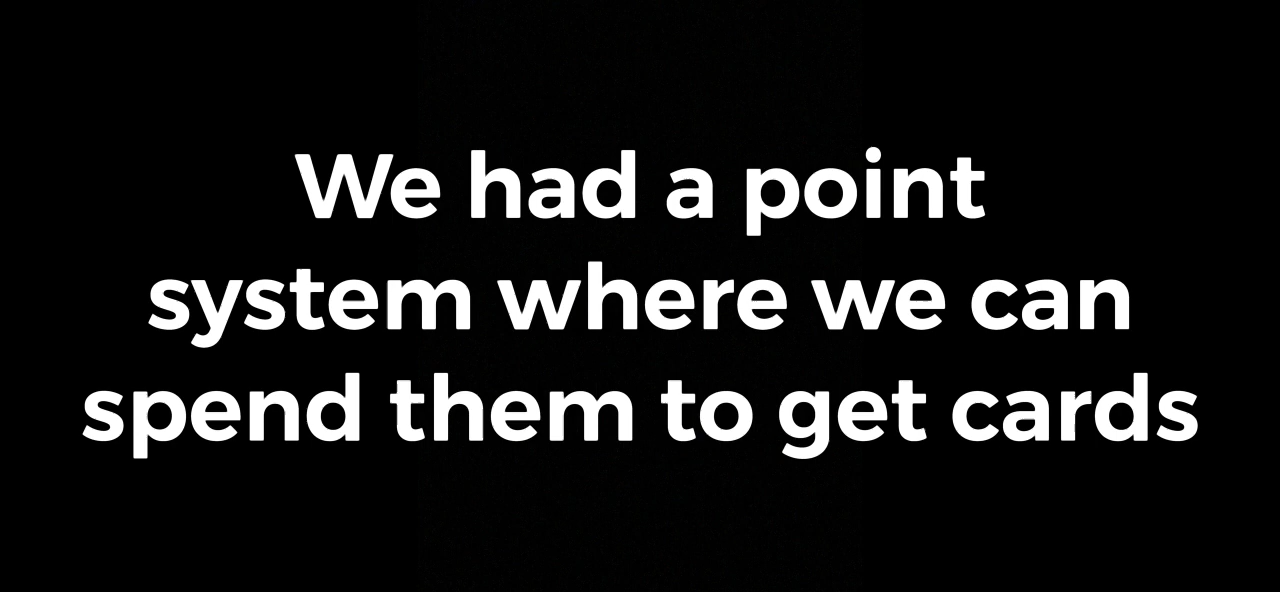 We had a point
system where we can
spend them to get cards